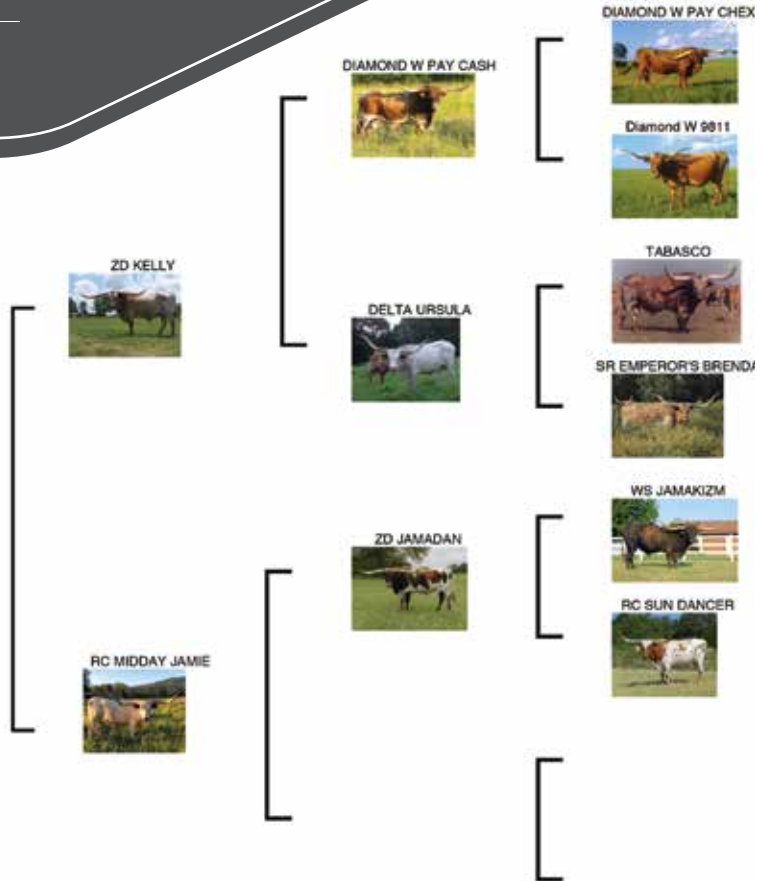 DIAMOND W PAY CHEX
DIAMOND W PAY CASH
Diamond W 9811
TABASCO
ZD KELLY
DELTA URSULA
SR EMPEROR'S BRENDA
WS JAMAKIZM
ZD JAMADAN
RC SUN DANCER
RC MIDDAY JAMIE